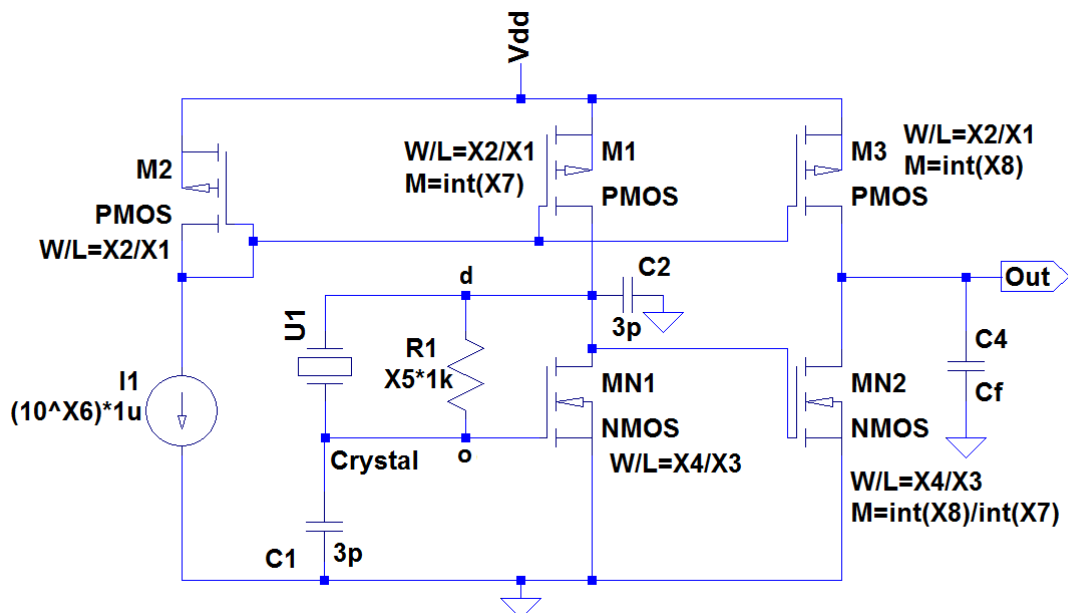 Vdd
M2
PMOS
W/L=X2/X1
W/L=X2/X1
M=int(X7)
M1
PMOS
W/L=X2/X1
M=int(X8)
M3
PMOS
d
C2
3p
Out
U1
R1
X5*1k
C4
Cf
I1
(10^X6)*1u
MN1
NMOS
W/L=X4/X3
MN2
NMOS
W/L=X4/X3
M=int(X8)/int(X7)
Crystal
o
C1
3p